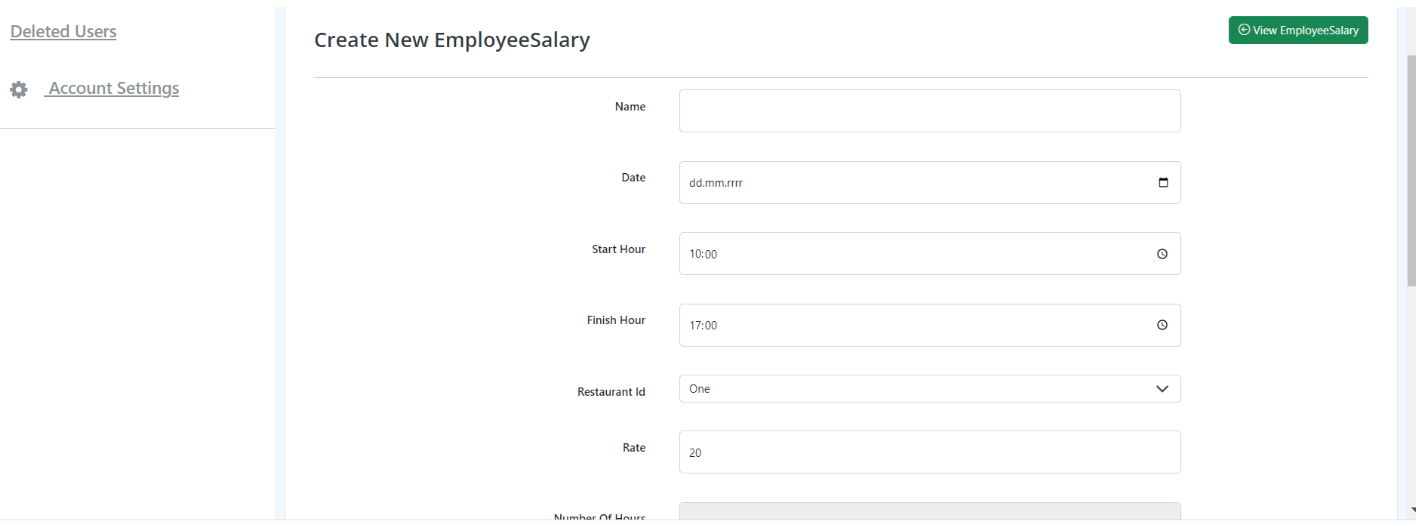 Deleted Users
Account Settings
Create New EmployeeSalary
View EmployeeSalary
Name
Date
dd.mm.rrrr
Start Hour
10:00
Finish Hour
17:00
Restaurant Id
One
Rate
20
Number Of Hours